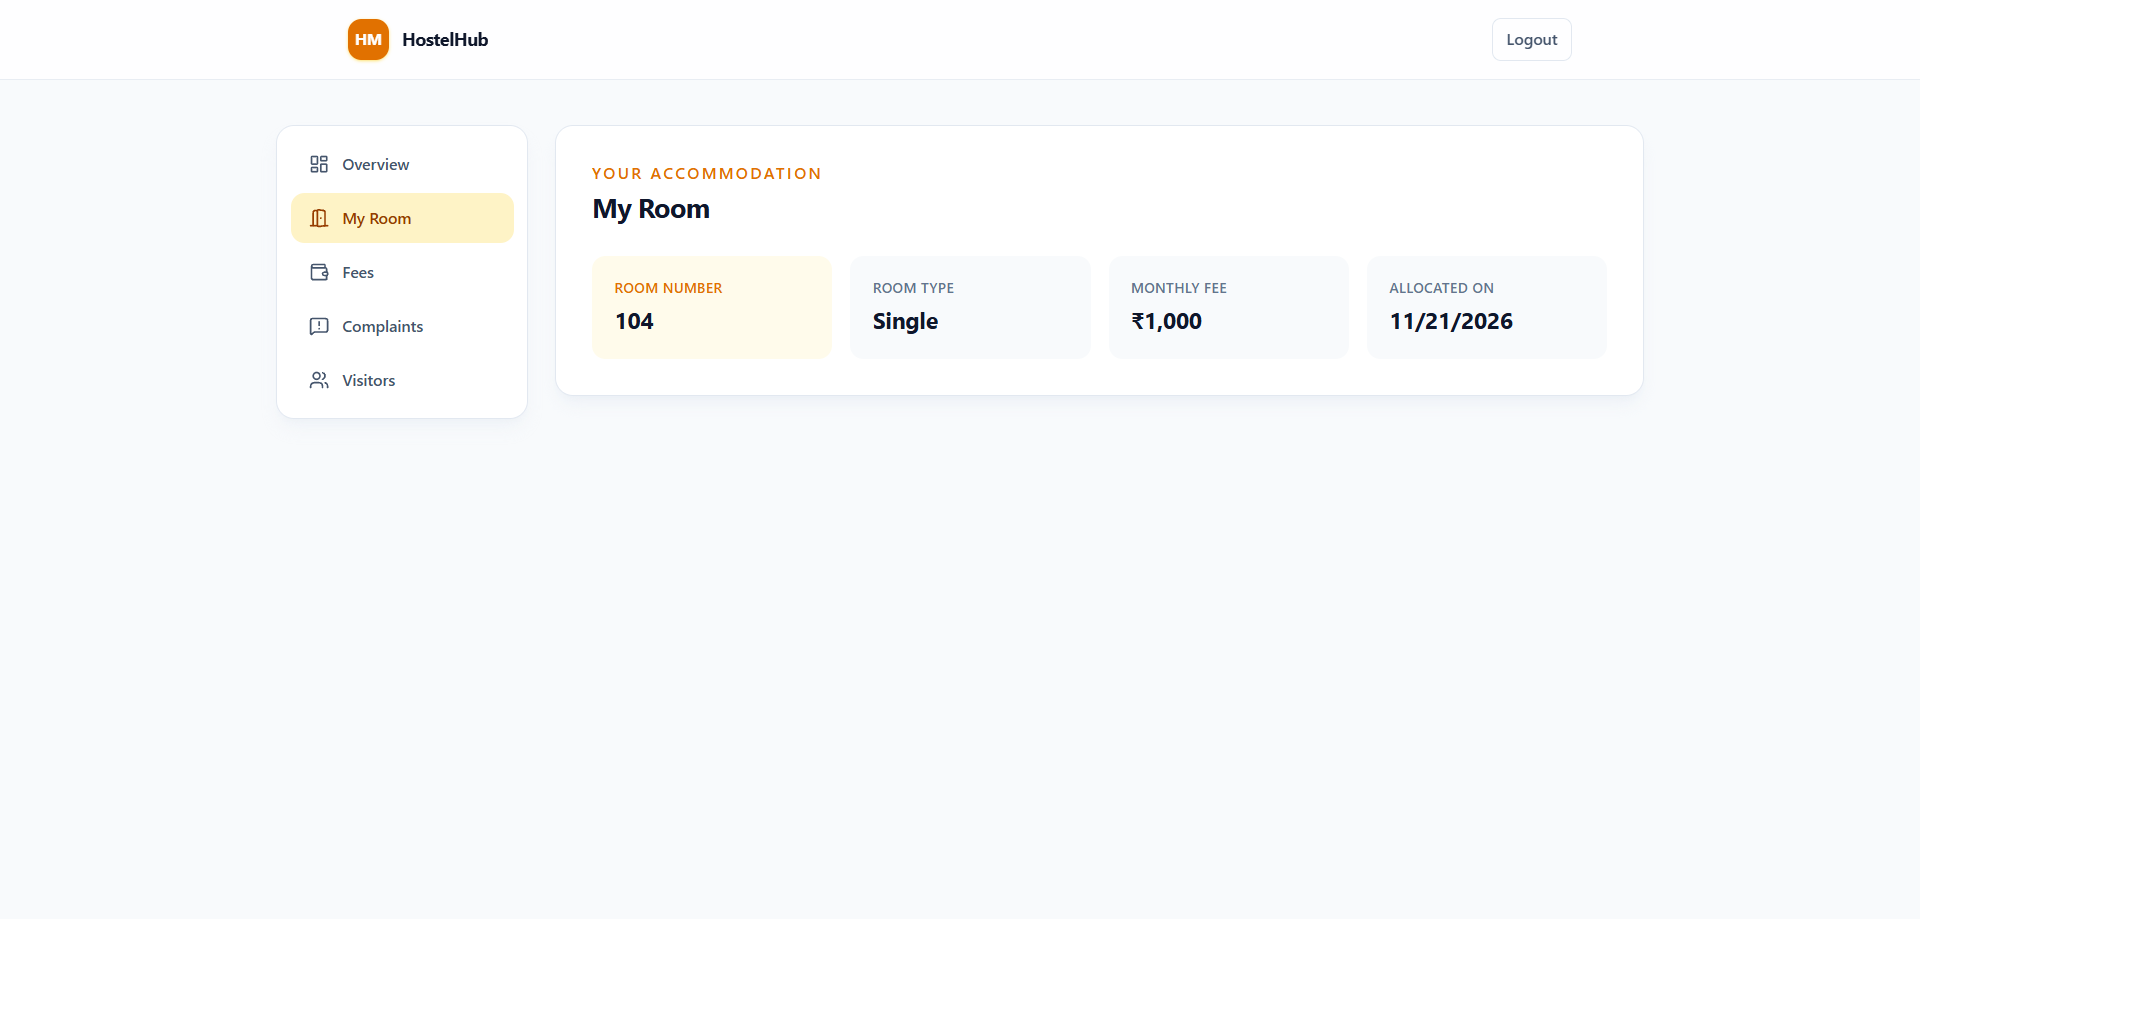 HM HostelHub
Logout
Overview
My Room
Fees
Complaints
Visitors
YOUR ACCOMMODATION
My Room
ROOM NUMBER
104
ROOM TYPE
Single
MONTHLY FEE
₹1,000
ALLOCATED ON
11/21/2026